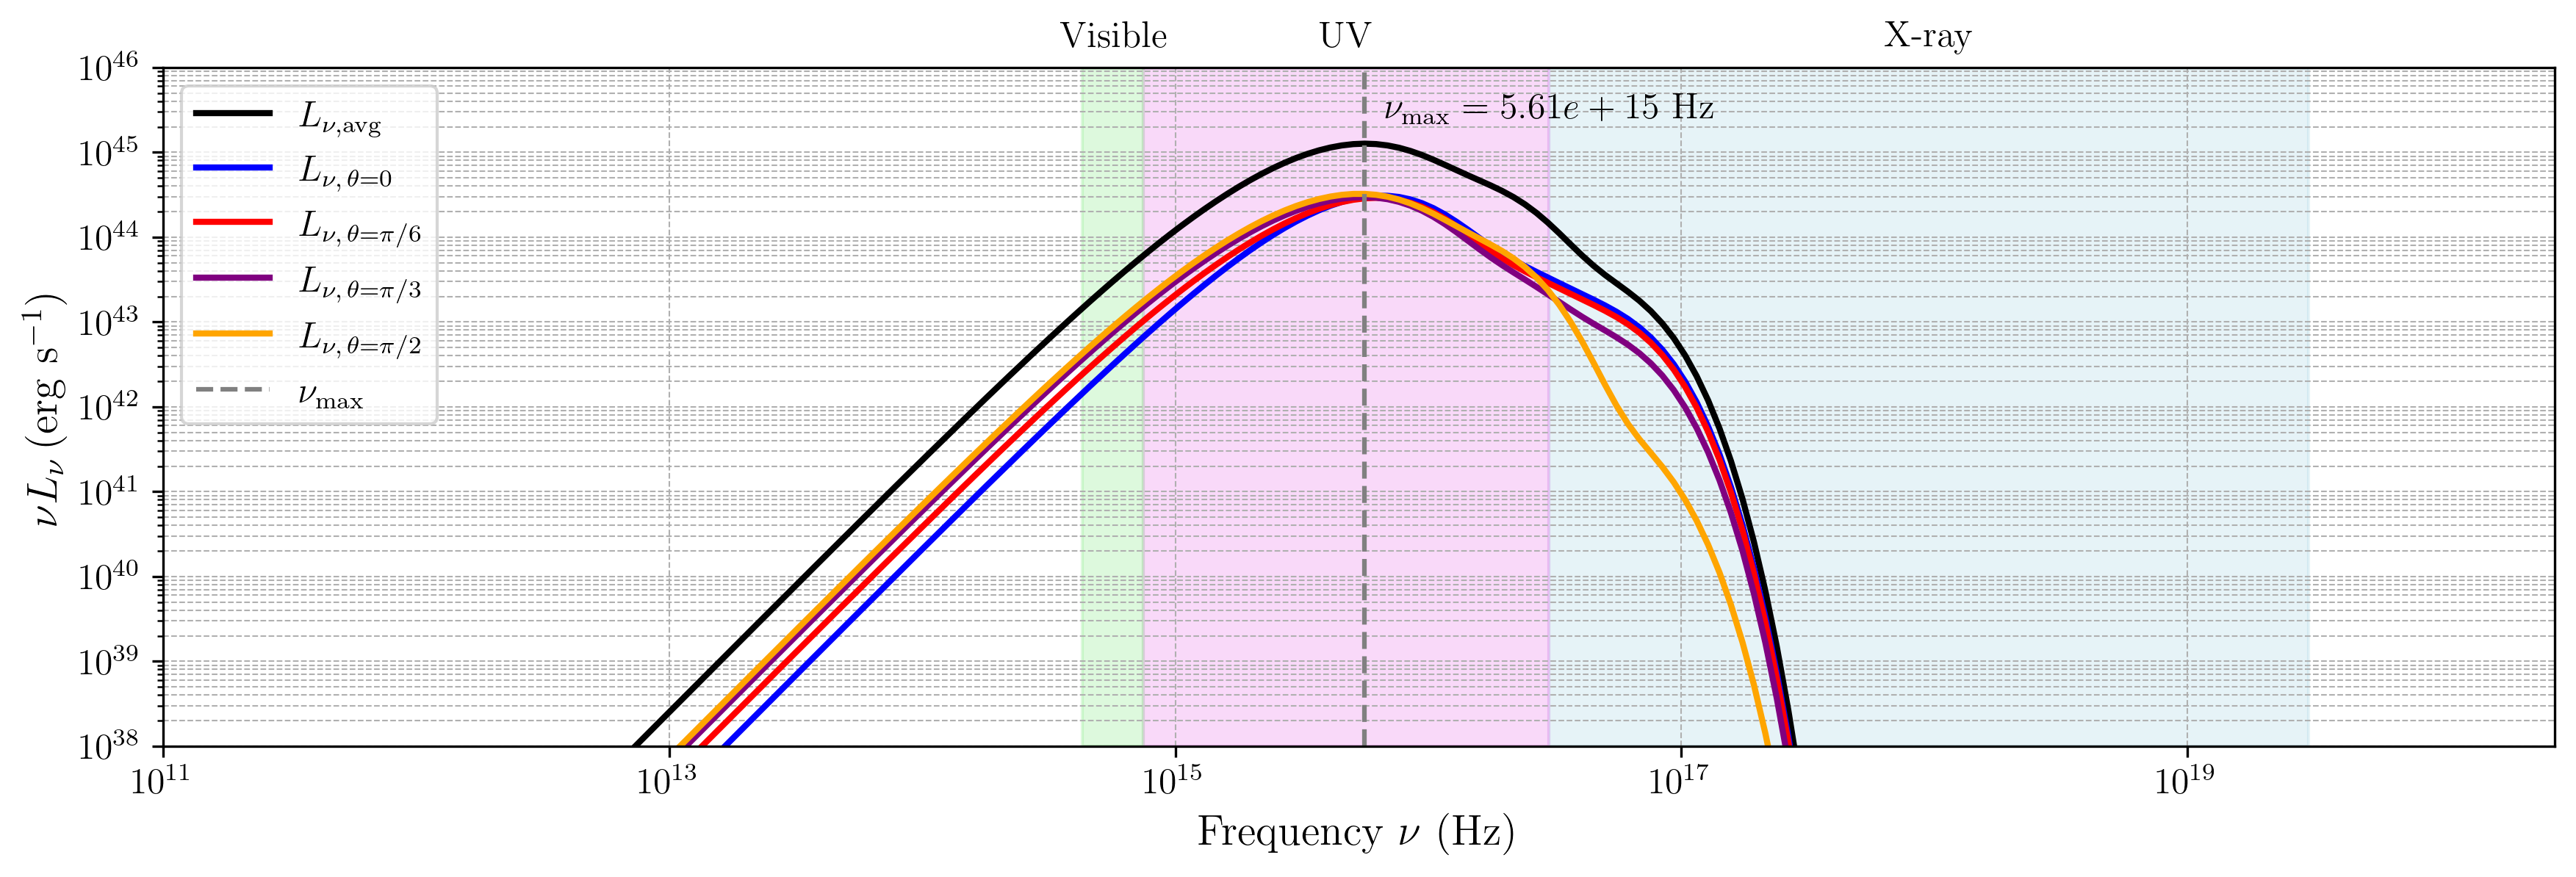 Visible UV X-ray
10^46
10^45
10^44
10^43
10^42
10^41
10^40
10^39
10^38
νL_ν (erg s^−1)
L_ν,avg
L_ν, θ=0
L_ν, θ=π/6
L_ν, θ=π/3
L_ν, θ=π/2
ν_max
ν_max = 5.61e + 15 Hz
10^11 10^13 10^15 10^17 10^19
Frequency ν (Hz)